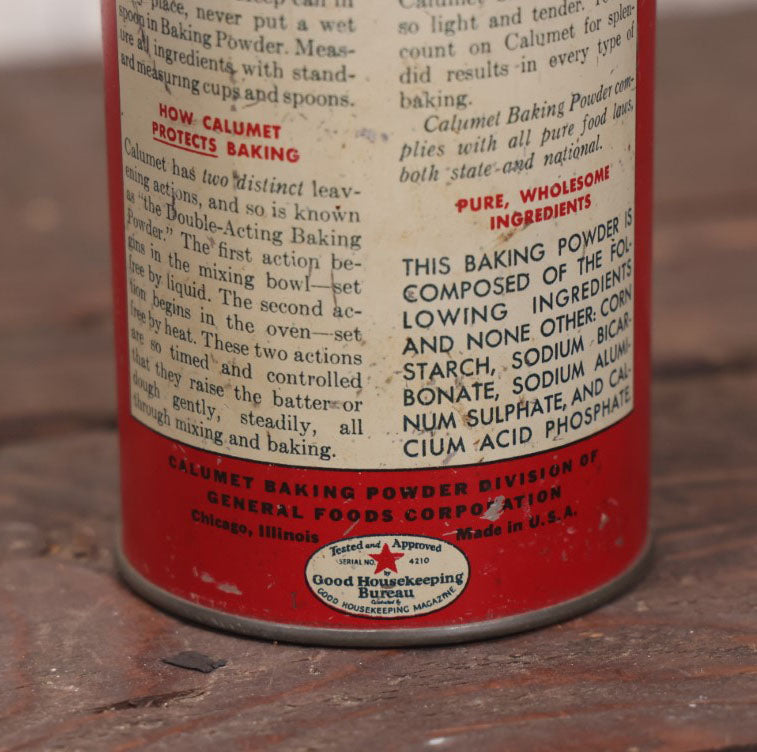 place, never put a wet
spoon in Baking Powder. Meas-
ure all ingredients with stand-
ard measuring cups and spoons.
HOW CALUMET
PROTECTS BAKING
Calumet has two distinct leav-
ening actions, and so is known
as "the Double-Acting Baking
Powder." The first action be-
gins in the mixing bowl—set
free by liquid. The second ac-
tion begins in the oven—set
free by heat. These two actions
are so timed and controlled
that they raise the batter or
dough gently, steadily, all
through mixing and baking.
so light and tender.
count on Calumet for splen-
did results in every type of
baking.
Calumet Baking Powder com-
plies with all pure food laws,
both state and national.
PURE, WHOLESOME
INGREDIENTS
THIS BAKING POWDER IS
COMPOSED OF THE FOL-
LOWING INGREDIENTS
AND NONE OTHER: CORN
STARCH, SODIUM BICAR-
BONATE, SODIUM ALUMI-
NUM SULPHATE, AND CAL-
CIUM ACID PHOSPHATE.
CALUMET BAKING POWDER DIVISION OF
GENERAL FOODS CORPORATION
Chicago, Illinois Made in U.S.A.
Tested and Approved
SERIAL NO. 4210
by
Good Housekeeping
Bureau
Conducted by
GOOD HOUSEKEEPING MAGAZINE